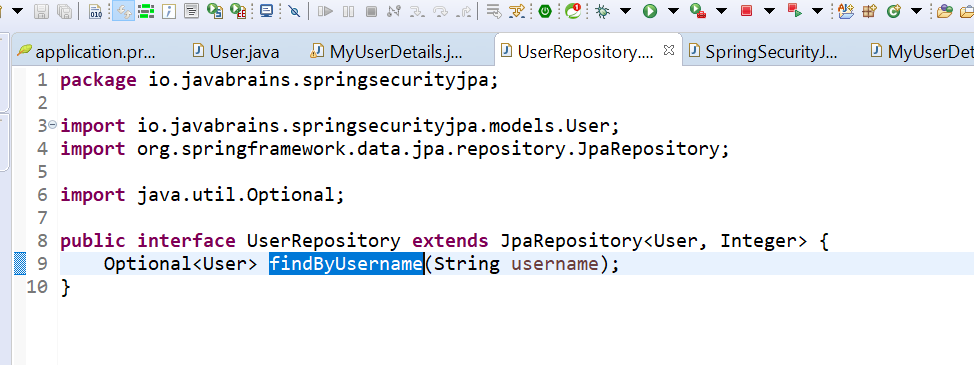 application.pr... User.java MyUserDetails.j... UserRepository.... SpringSecurityJ... MyUserDet
1 package io.javabrains.springsecurityjpa;
2
3 import io.javabrains.springsecurityjpa.models.User;
4 import org.springframework.data.jpa.repository.JpaRepository;
5
6 import java.util.Optional;
7
8 public interface UserRepository extends JpaRepository<User, Integer> {
9 Optional<User> findByUsername(String username);
10 }